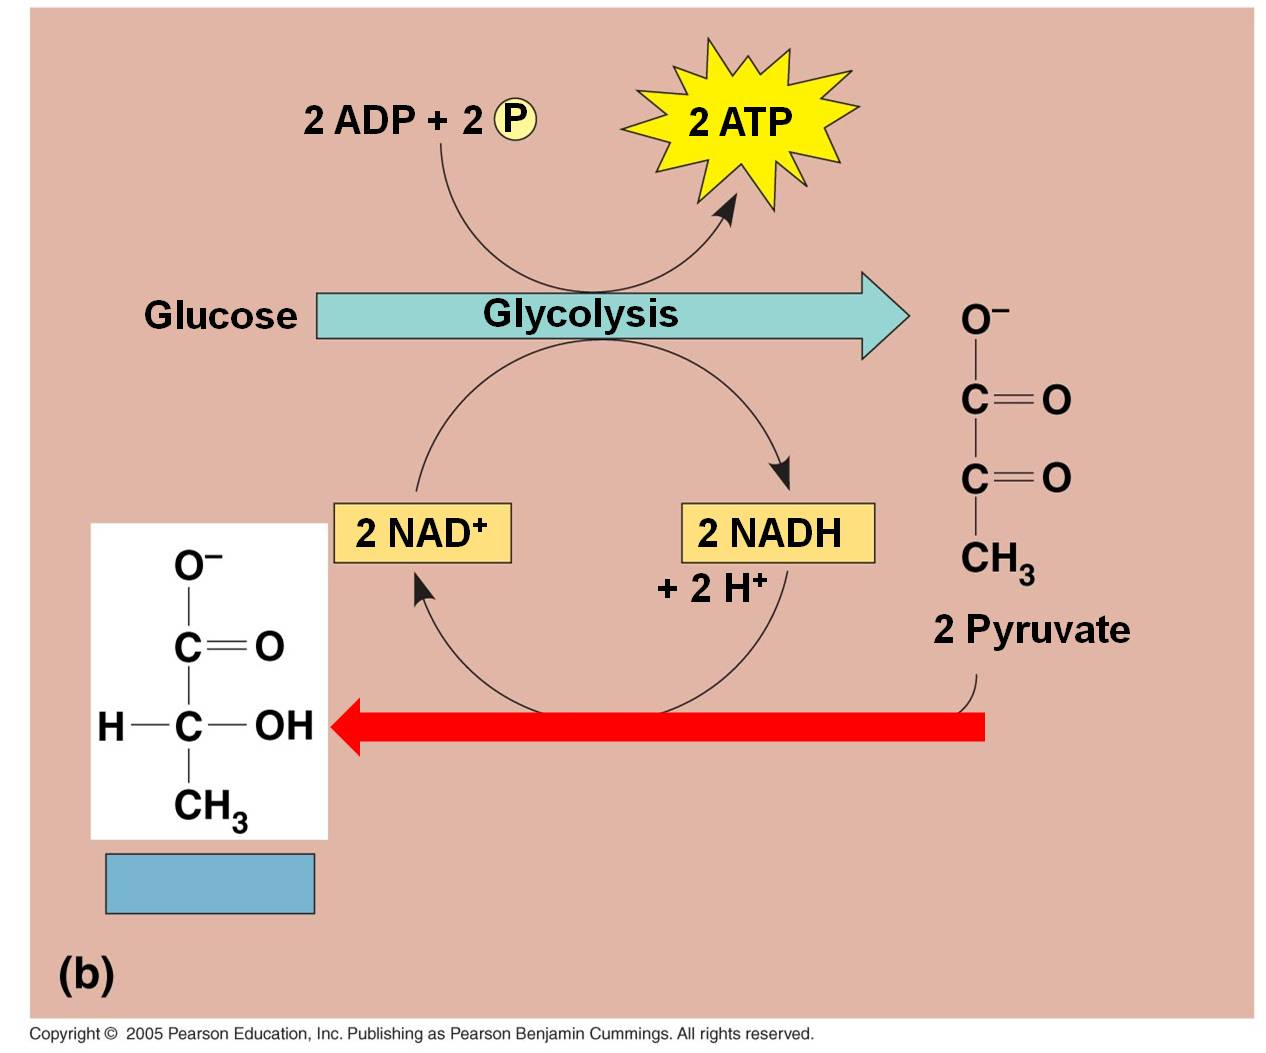 2 ADP + 2 P
2 ATP
Glucose
Glycolysis
O⁻
C=O
C=O
CH₃
2 Pyruvate
2 NAD⁺
2 NADH
+ 2 H⁺
O⁻
C=O
H–C–OH
CH₃
(b)
Copyright © 2005 Pearson Education, Inc. Publishing as Pearson Benjamin Cummings. All rights reserved.